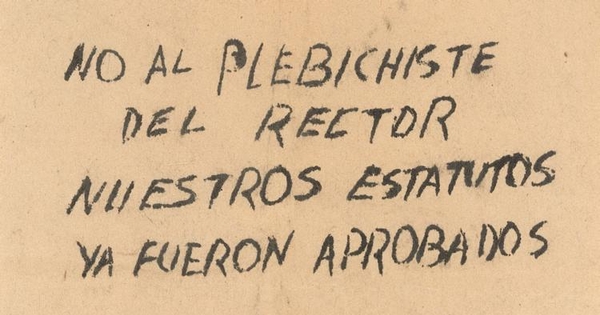 NO AL PLEBICHISTE
DEL RECTOR
NUESTROS ESTATUTOS
YA FUERON APROBADOS